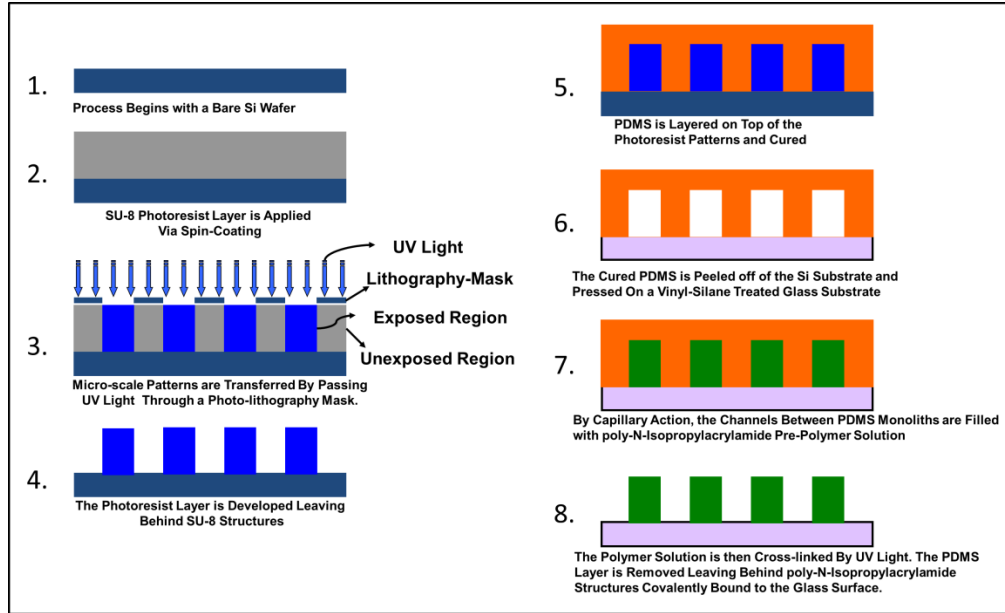 1.
Process Begins with a Bare Si Wafer
2.
SU-8 Photoresist Layer is Applied
Via Spin-Coating
UV Light
Lithography-Mask
Exposed Region
Unexposed Region
3.
Micro-scale Patterns are Transferred By Passing
UV Light Through a Photo-lithography Mask.
4.
The Photoresist Layer is Developed Leaving
Behind SU-8 Structures
5.
PDMS is Layered on Top of the
Photoresist Patterns and Cured
6.
The Cured PDMS is Peeled off of the Si Substrate and
Pressed On a Vinyl-Silane Treated Glass Substrate
7.
By Capillary Action, the Channels Between PDMS Monoliths are Filled
with poly-N-Isopropylacrylamide Pre-Polymer Solution
8.
The Polymer Solution is then Cross-linked By UV Light. The PDMS
Layer is Removed Leaving Behind poly-N-Isopropylacrylamide
Structures Covalently Bound to the Glass Surface.